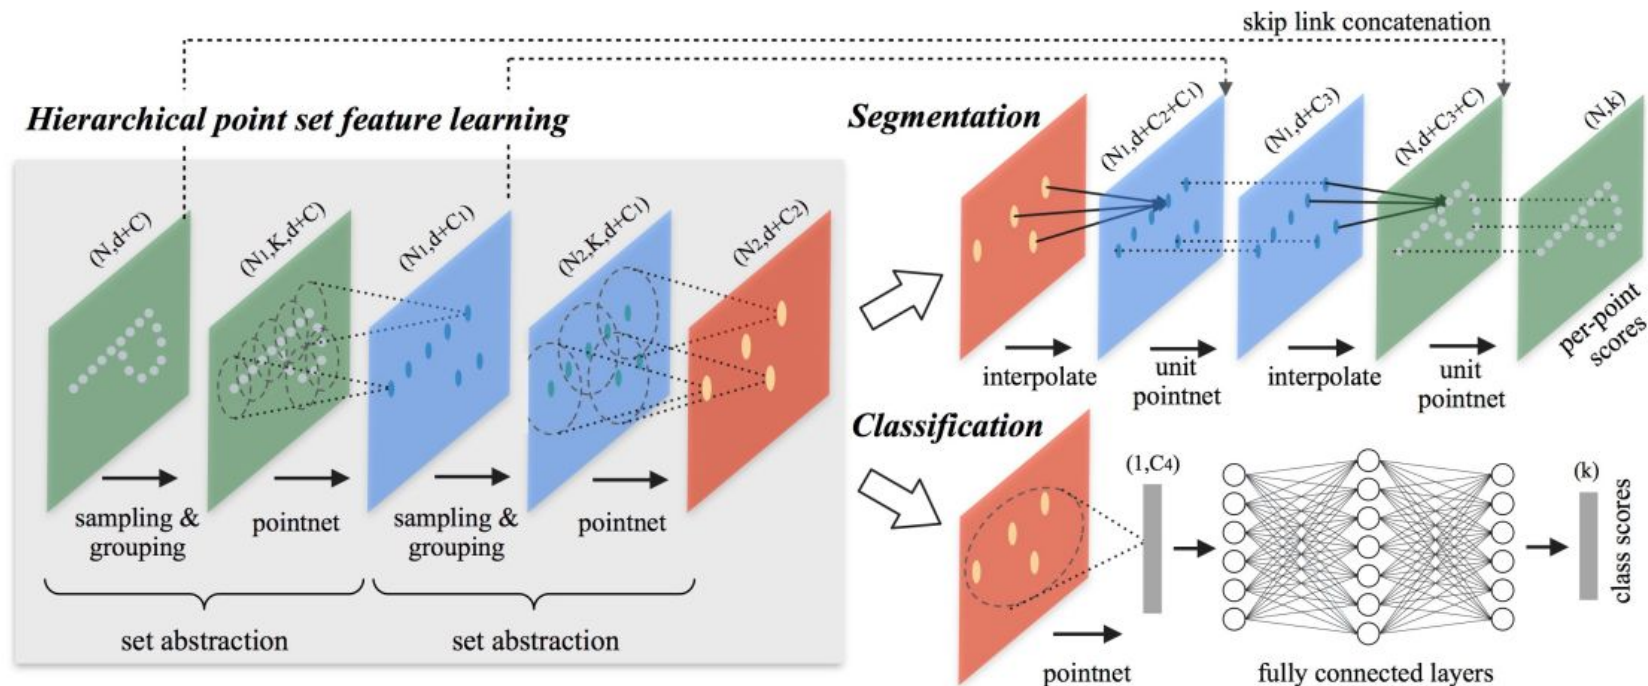 skip link concatenation
Hierarchical point set feature learning
(N,d+C)
(N1,K,d+C)
(N1,d+C1)
(N2,K,d+C1)
(N2,d+C2)
sampling &
grouping
pointnet
sampling &
grouping
pointnet
set abstraction
set abstraction
Segmentation
(N1,d+C2+C1)
(N1,d+C3)
(N,d+C3+C)
(N,k)
interpolate
unit
pointnet
interpolate
unit
pointnet
per-point
scores
Classification
(1,C4)
(k)
pointnet
fully connected layers
class scores